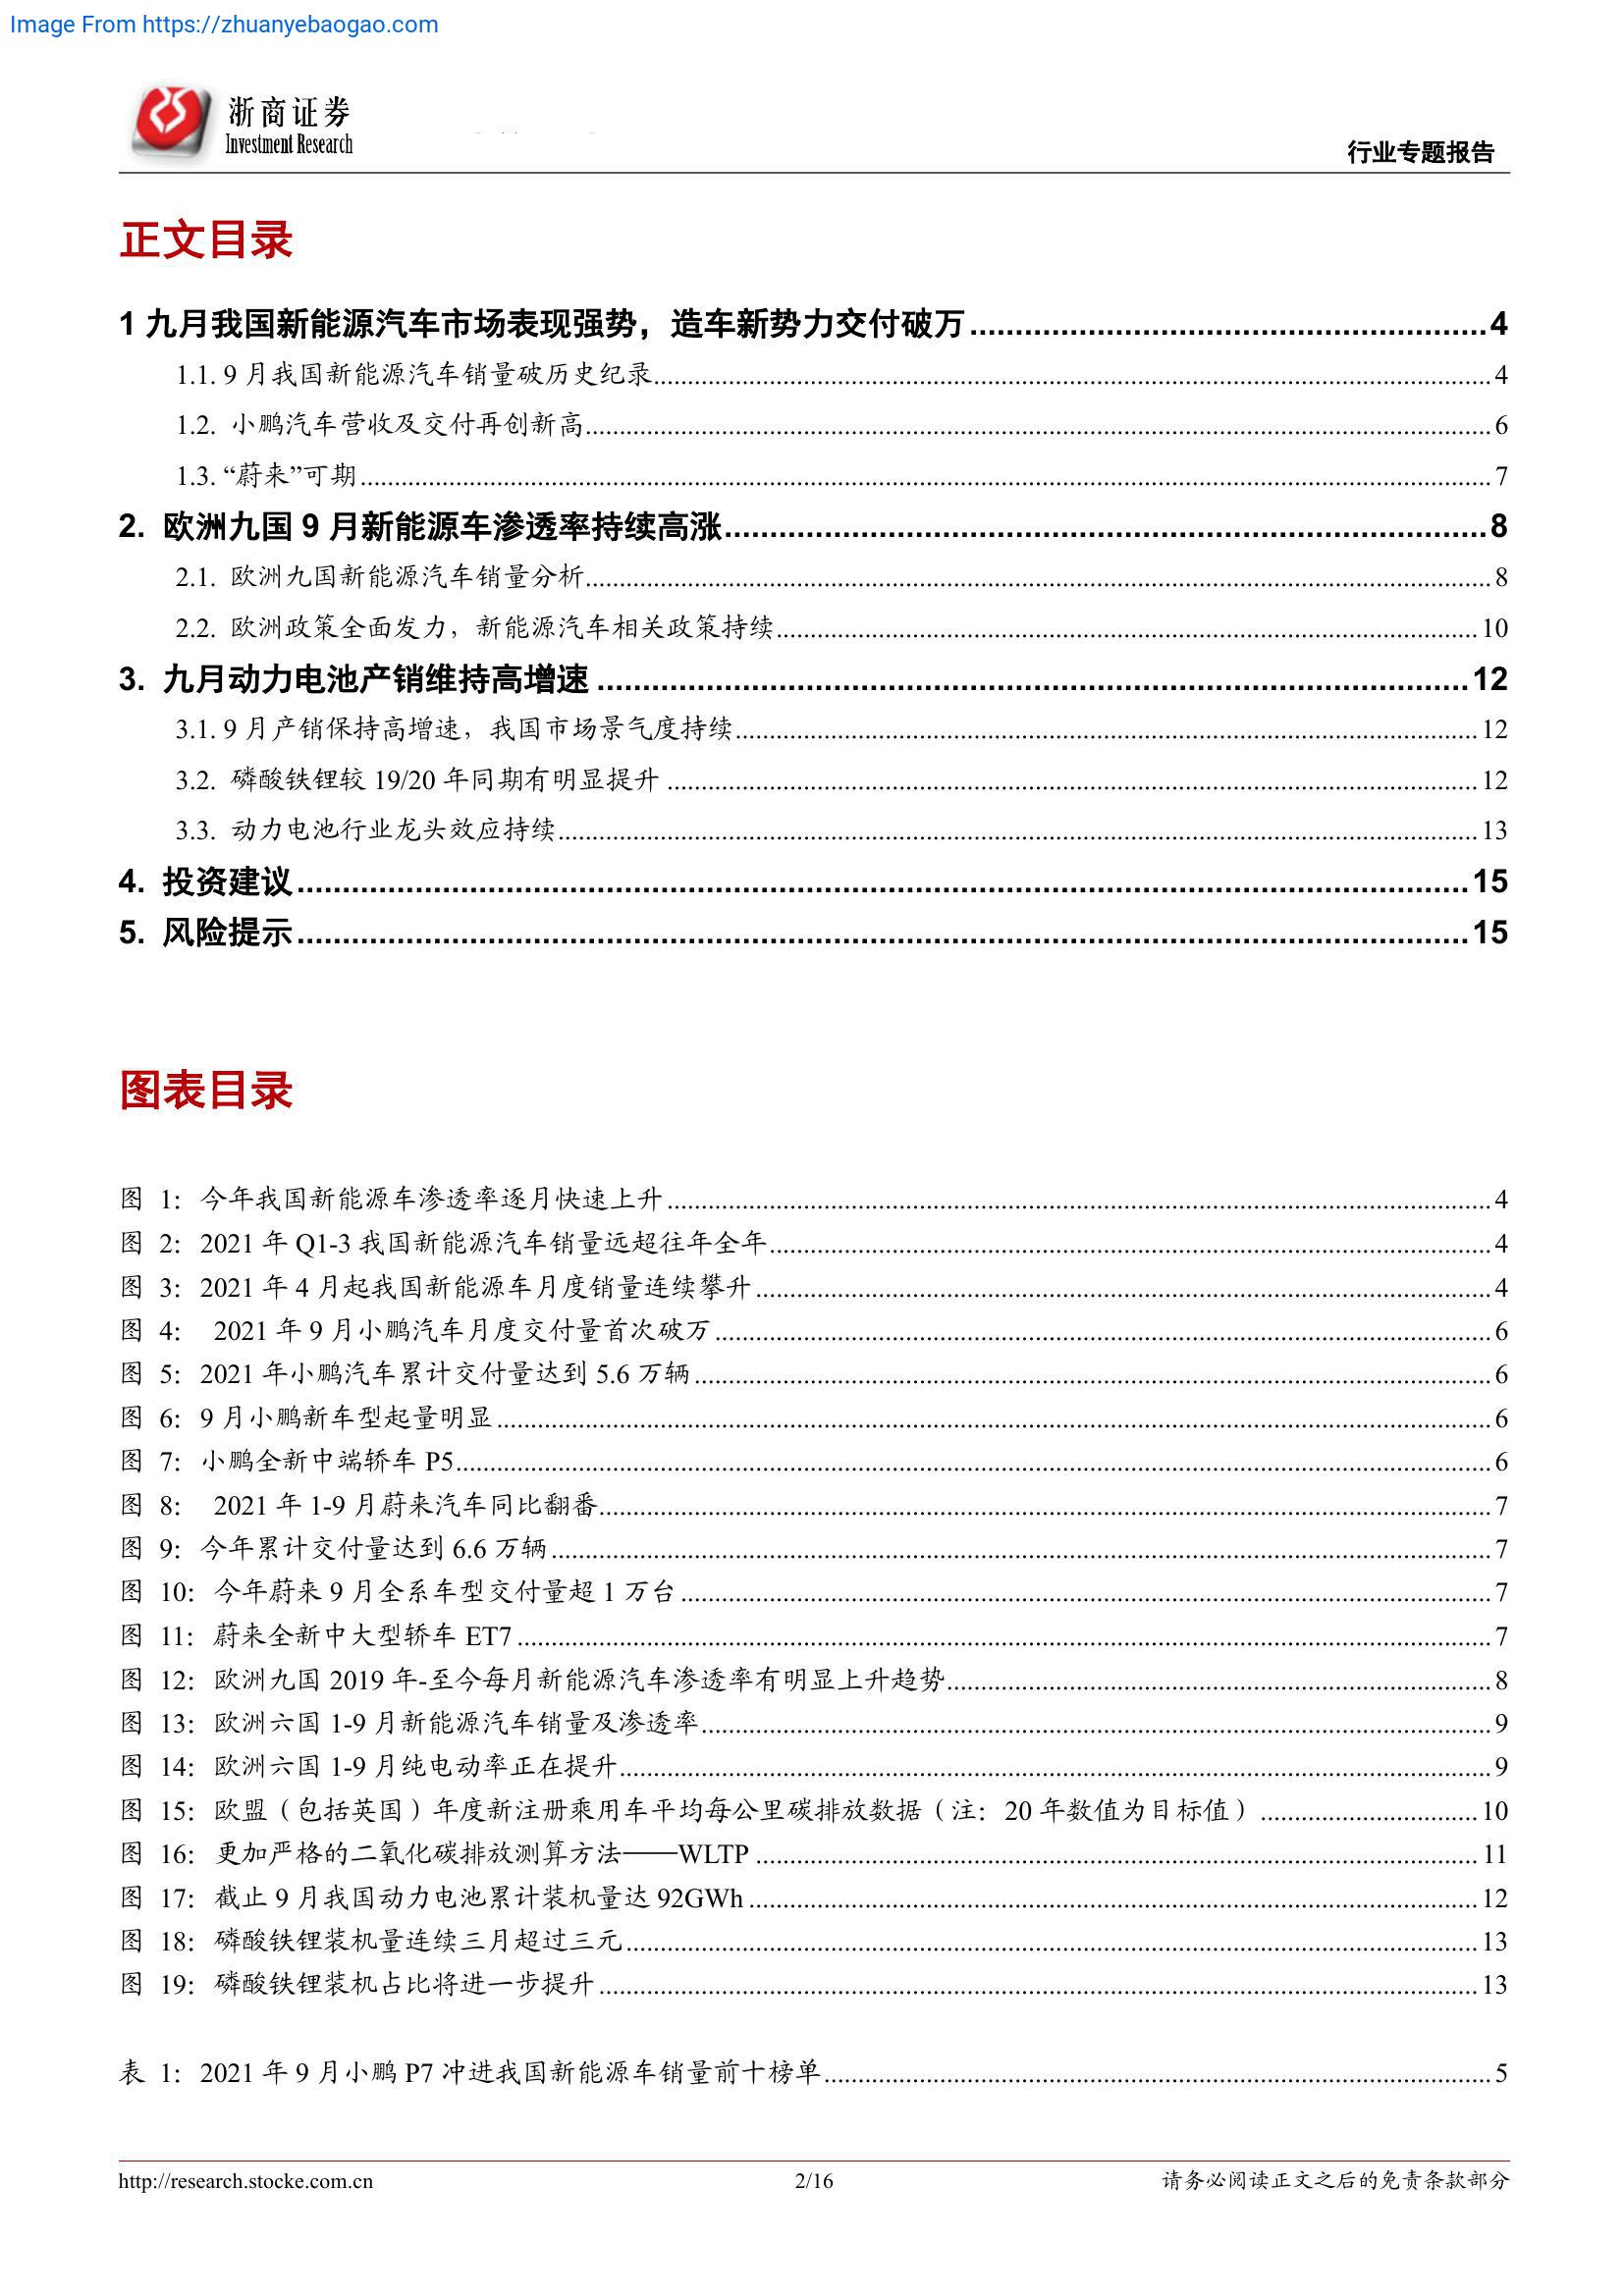 Image From https://zhuanyebaogao.com
浙商证券
Investment Research
行业专题报告
正文目录
1 九月我国新能源汽车市场表现强势，造车新势力交付破万 4
1.1. 9 月我国新能源汽车销量破历史纪录 4
1.2. 小鹏汽车营收及交付再创新高 6
1.3. “蔚来”可期 7
2. 欧洲九国 9 月新能源车渗透率持续高涨 8
2.1. 欧洲九国新能源汽车销量分析 8
2.2. 欧洲政策全面发力，新能源汽车相关政策持续 10
3. 九月动力电池产销维持高增速 12
3.1. 9 月产销保持高增速，我国市场景气度持续 12
3.2. 磷酸铁锂较 19/20 年同期有明显提升 12
3.3. 动力电池行业龙头效应持续 13
4. 投资建议 15
5. 风险提示 15
图表目录
图 1：今年我国新能源车渗透率逐月快速上升 4
图 2：2021 年 Q1-3 我国新能源汽车销量远超往年全年 4
图 3：2021 年 4 月起我国新能源车月度销量连续攀升 4
图 4： 2021 年 9 月小鹏汽车月度交付量首次破万 6
图 5：2021 年小鹏汽车累计交付量达到 5.6 万辆 6
图 6：9 月小鹏新车型起量明显 6
图 7：小鹏全新中端轿车 P5 6
图 8： 2021 年 1-9 月蔚来汽车同比翻番 7
图 9：今年累计交付量达到 6.6 万辆 7
图 10：今年蔚来 9 月全系车型交付量超 1 万台 7
图 11：蔚来全新中大型轿车 ET7 7
图 12：欧洲九国 2019 年-至今每月新能源汽车渗透率有明显上升趋势 8
图 13：欧洲六国 1-9 月新能源汽车销量及渗透率 9
图 14：欧洲六国 1-9 月纯电动率正在提升 9
图 15：欧盟（包括英国）年度新注册乘用车平均每公里碳排放数据（注：20 年数值为目标值） 10
图 16：更加严格的二氧化碳排放测算方法——WLTP 11
图 17：截止 9 月我国动力电池累计装机量达 92GWh 12
图 18：磷酸铁锂装机量连续三月超过三元 13
图 19：磷酸铁锂装机占比将进一步提升 13
表 1：2021 年 9 月小鹏 P7 冲进我国新能源车销量前十榜单 5
http://research.stocke.com.cn 2/16 请务必阅读正文之后的免责条款部分